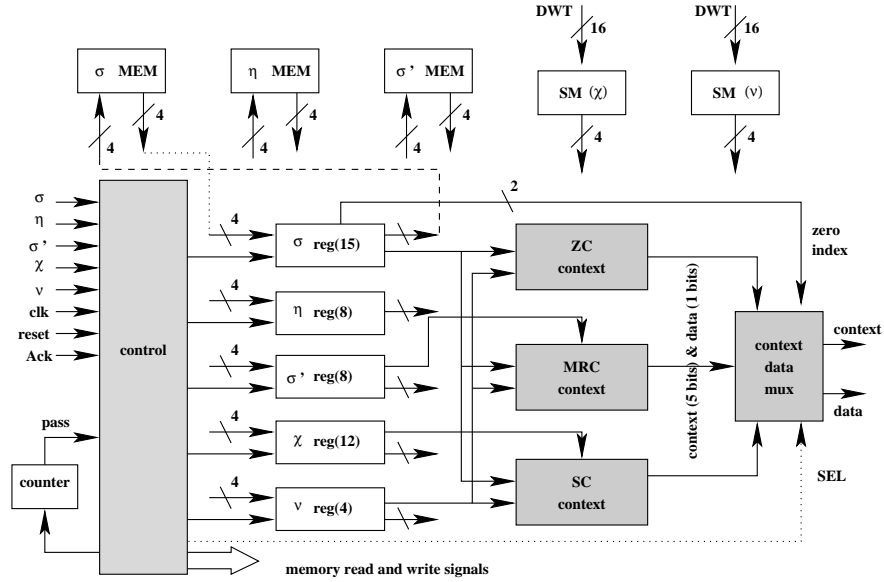 DWT
DWT
16
16
σ MEM
η MEM
σ' MEM
SM (χ)
SM (ν)
4
4
4
4
4
4
4
4
2
σ
η
σ'
χ
ν
clk
reset
Ack
control
pass
counter
4
σ reg(15)
4
η reg(8)
4
σ' reg(8)
4
χ reg(12)
4
ν reg(4)
ZC
context
MRC
context
SC
context
context (5 bits) & data (1 bits)
zero
index
context
data
mux
context
data
SEL
memory read and write signals